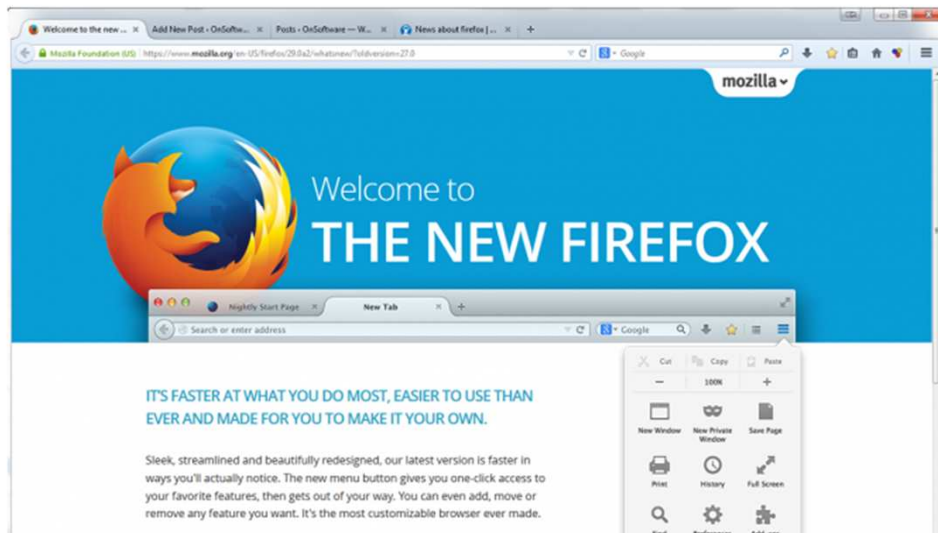 Welcome to the new ...
Add New Post ‹ OnSoftw...
Posts ‹ OnSoftware — W...
News about firefox | ...
Mozilla Foundation (US)
https://www.mozilla.org/en-US/firefox/29.0a2/whatsnew/?oldversion=27.0
Google
mozilla
Welcome to
THE NEW FIREFOX
Nightly Start Page
New Tab
Search or enter address
Google
Cut Copy Paste
100%
New Window
New Private
Window
Save Page
IT'S FASTER AT WHAT YOU DO MOST, EASIER TO USE THAN
EVER AND MADE FOR YOU TO MAKE IT YOUR OWN.
Print History Full Screen
Sleek, streamlined and beautifully redesigned, our latest version is faster in
ways you'll actually notice. The new menu button gives you one-click access to
your favorite features, then gets out of your way. You can even add, move or
remove any feature you want. It's the most customizable browser ever made.